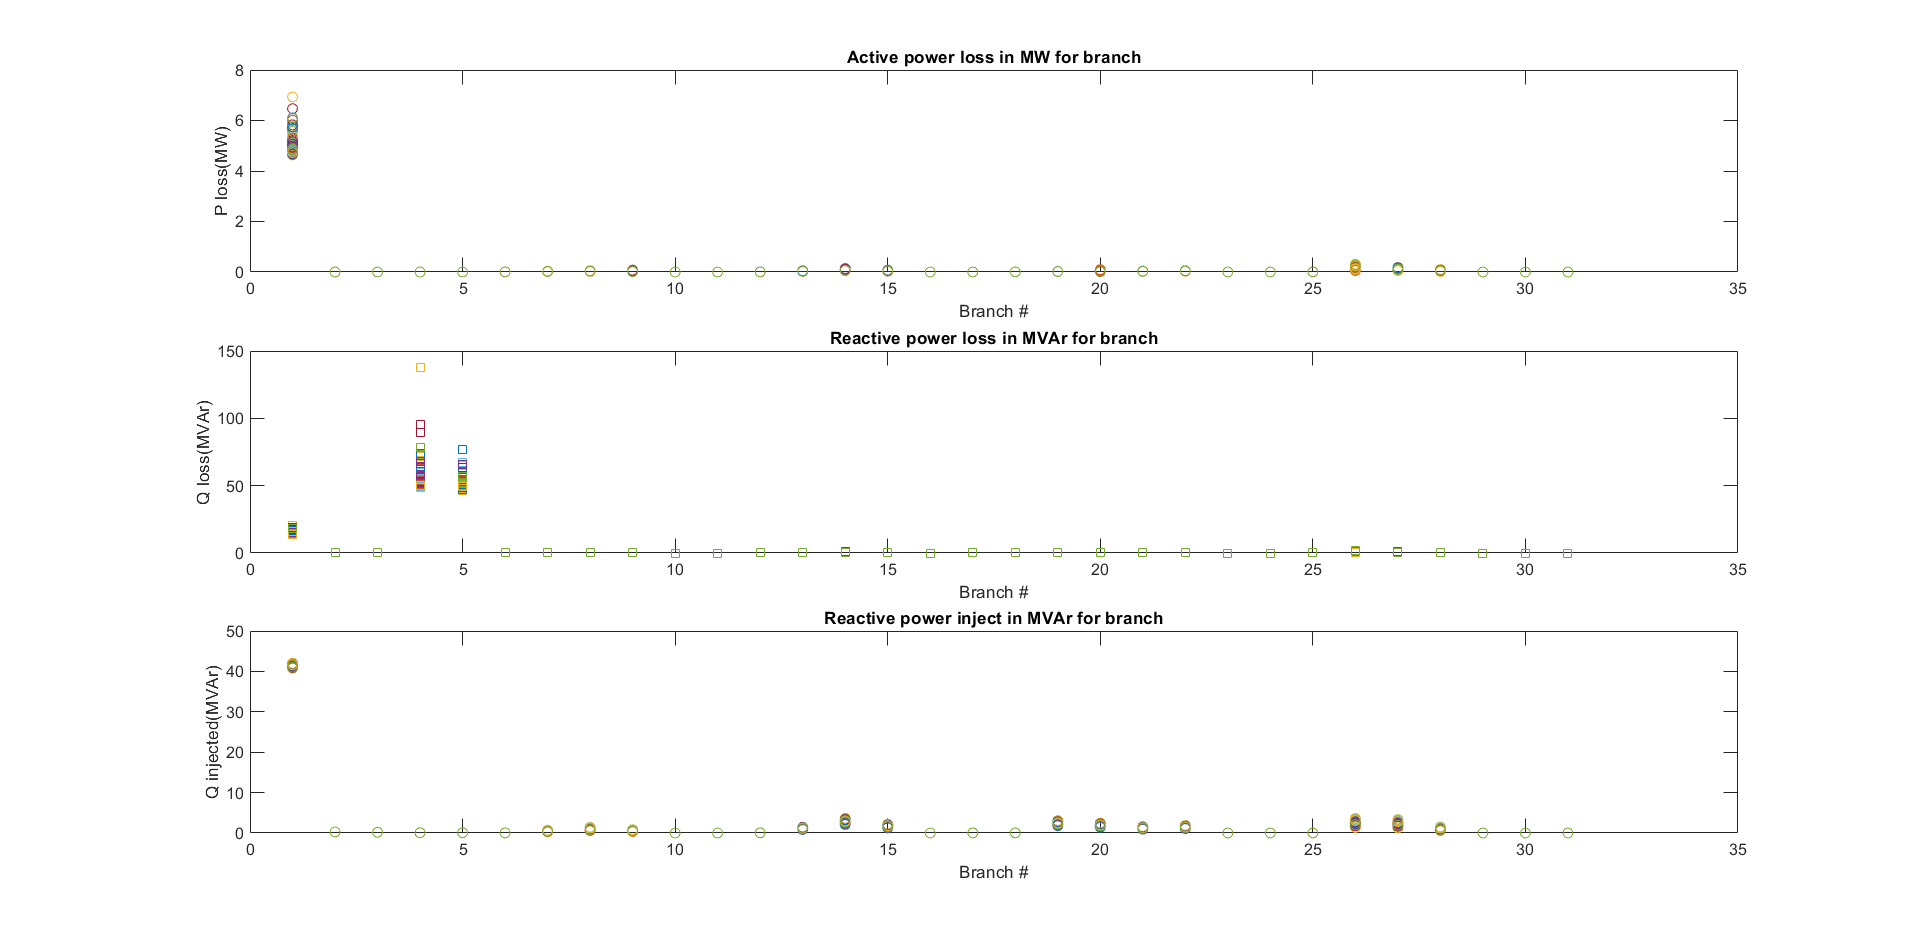 Active power loss in MW for branch
8
6
4
2
0
P loss(MW)
0 5 10 15 20 25 30 35
Branch #
Reactive power loss in MVAr for branch
150
100
50
0
Q loss(MVAr)
0 5 10 15 20 25 30 35
Branch #
Reactive power inject in MVAr for branch
50
40
30
20
10
0
Q injected(MVAr)
0 5 10 15 20 25 30 35
Branch #